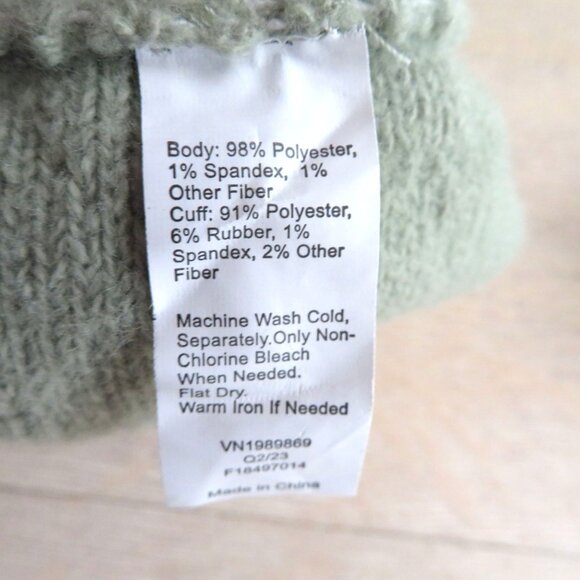 Body: 98% Polyester,
1% Spandex, 1%
Other Fiber
Cuff: 91% Polyester,
6% Rubber, 1%
Spandex, 2% Other
Fiber
Machine Wash Cold,
Separately.Only Non-
Chlorine Bleach
When Needed.
Flat Dry.
Warm Iron If Needed
VN1989869
Q2/23
F18497014
Made in China